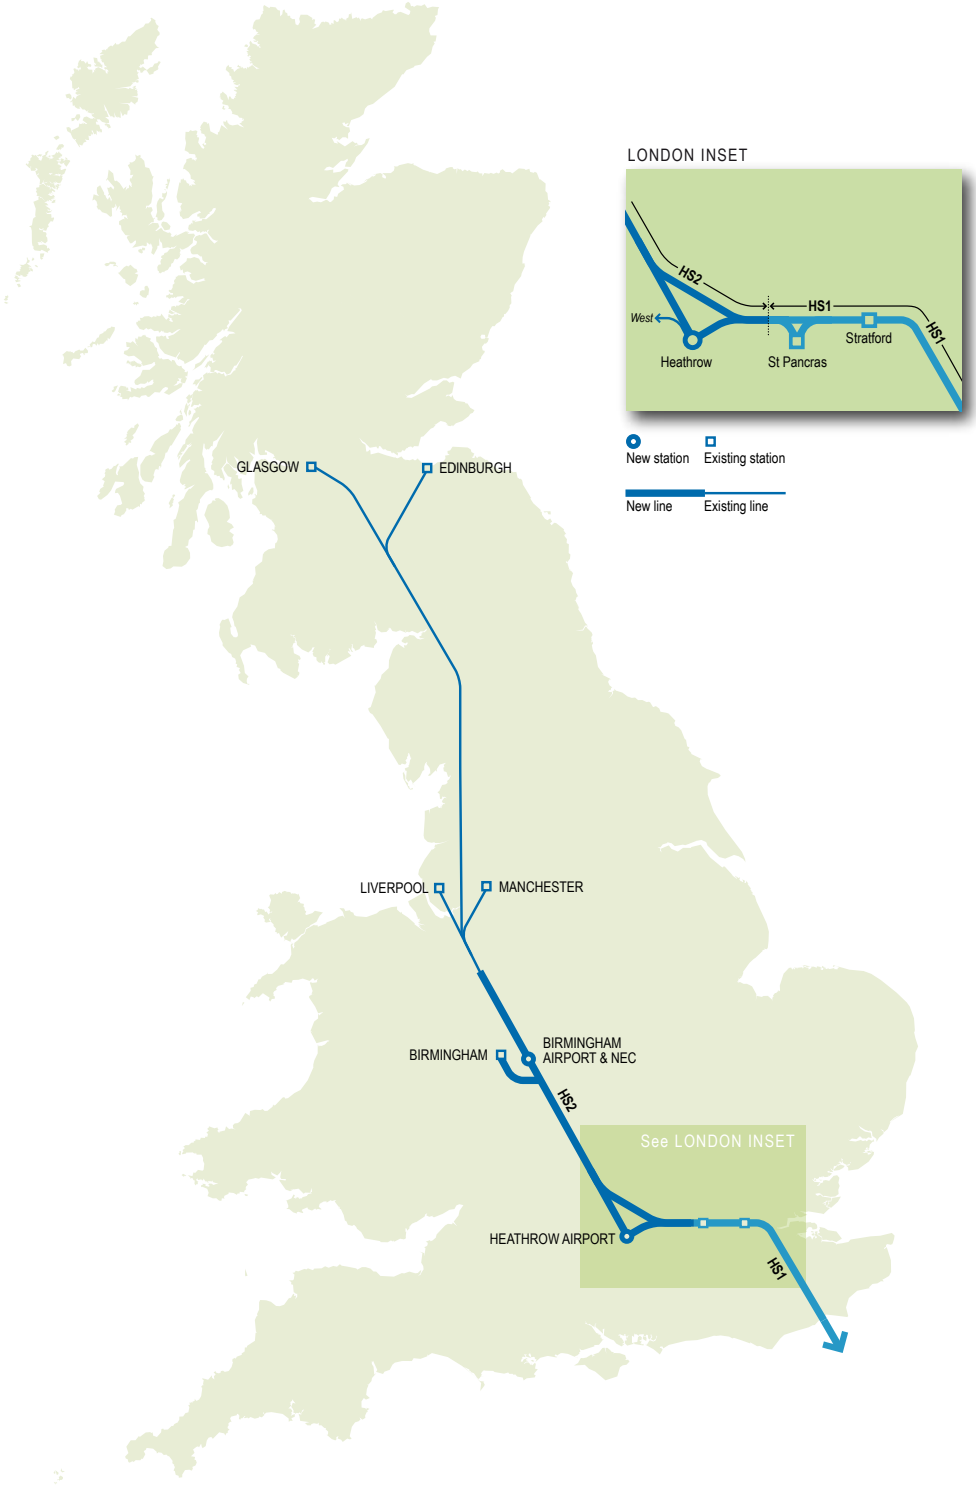 LONDON INSET
HS2
HS1
West
HS1
Stratford
Heathrow
St Pancras
New station
Existing station
New line
Existing line
GLASGOW
EDINBURGH
LIVERPOOL
MANCHESTER
BIRMINGHAM
BIRMINGHAM
AIRPORT & NEC
HS2
See LONDON INSET
HEATHROW AIRPORT
HS1